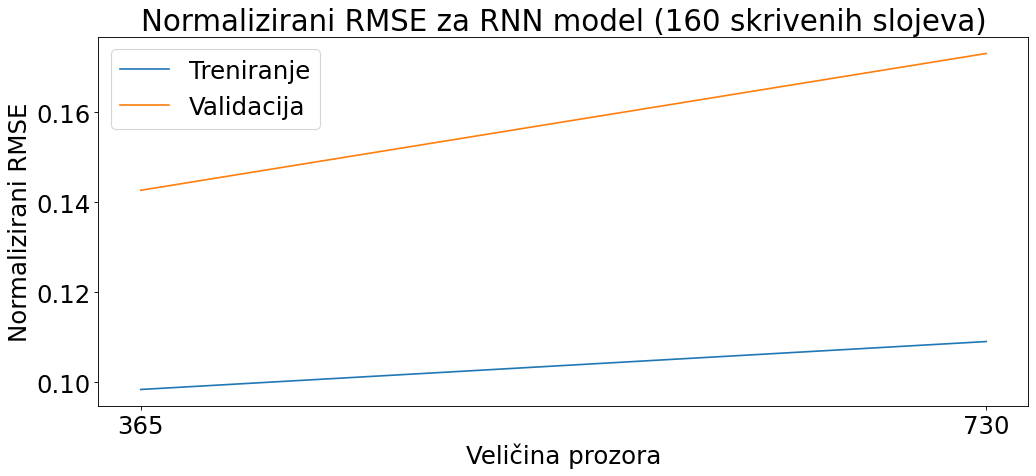 Normalizirani RMSE za RNN model (160 skrivenih slojeva)
Treniranje
Validacija
Normalizirani RMSE
0.16
0.14
0.12
0.10
365
730
Veličina prozora